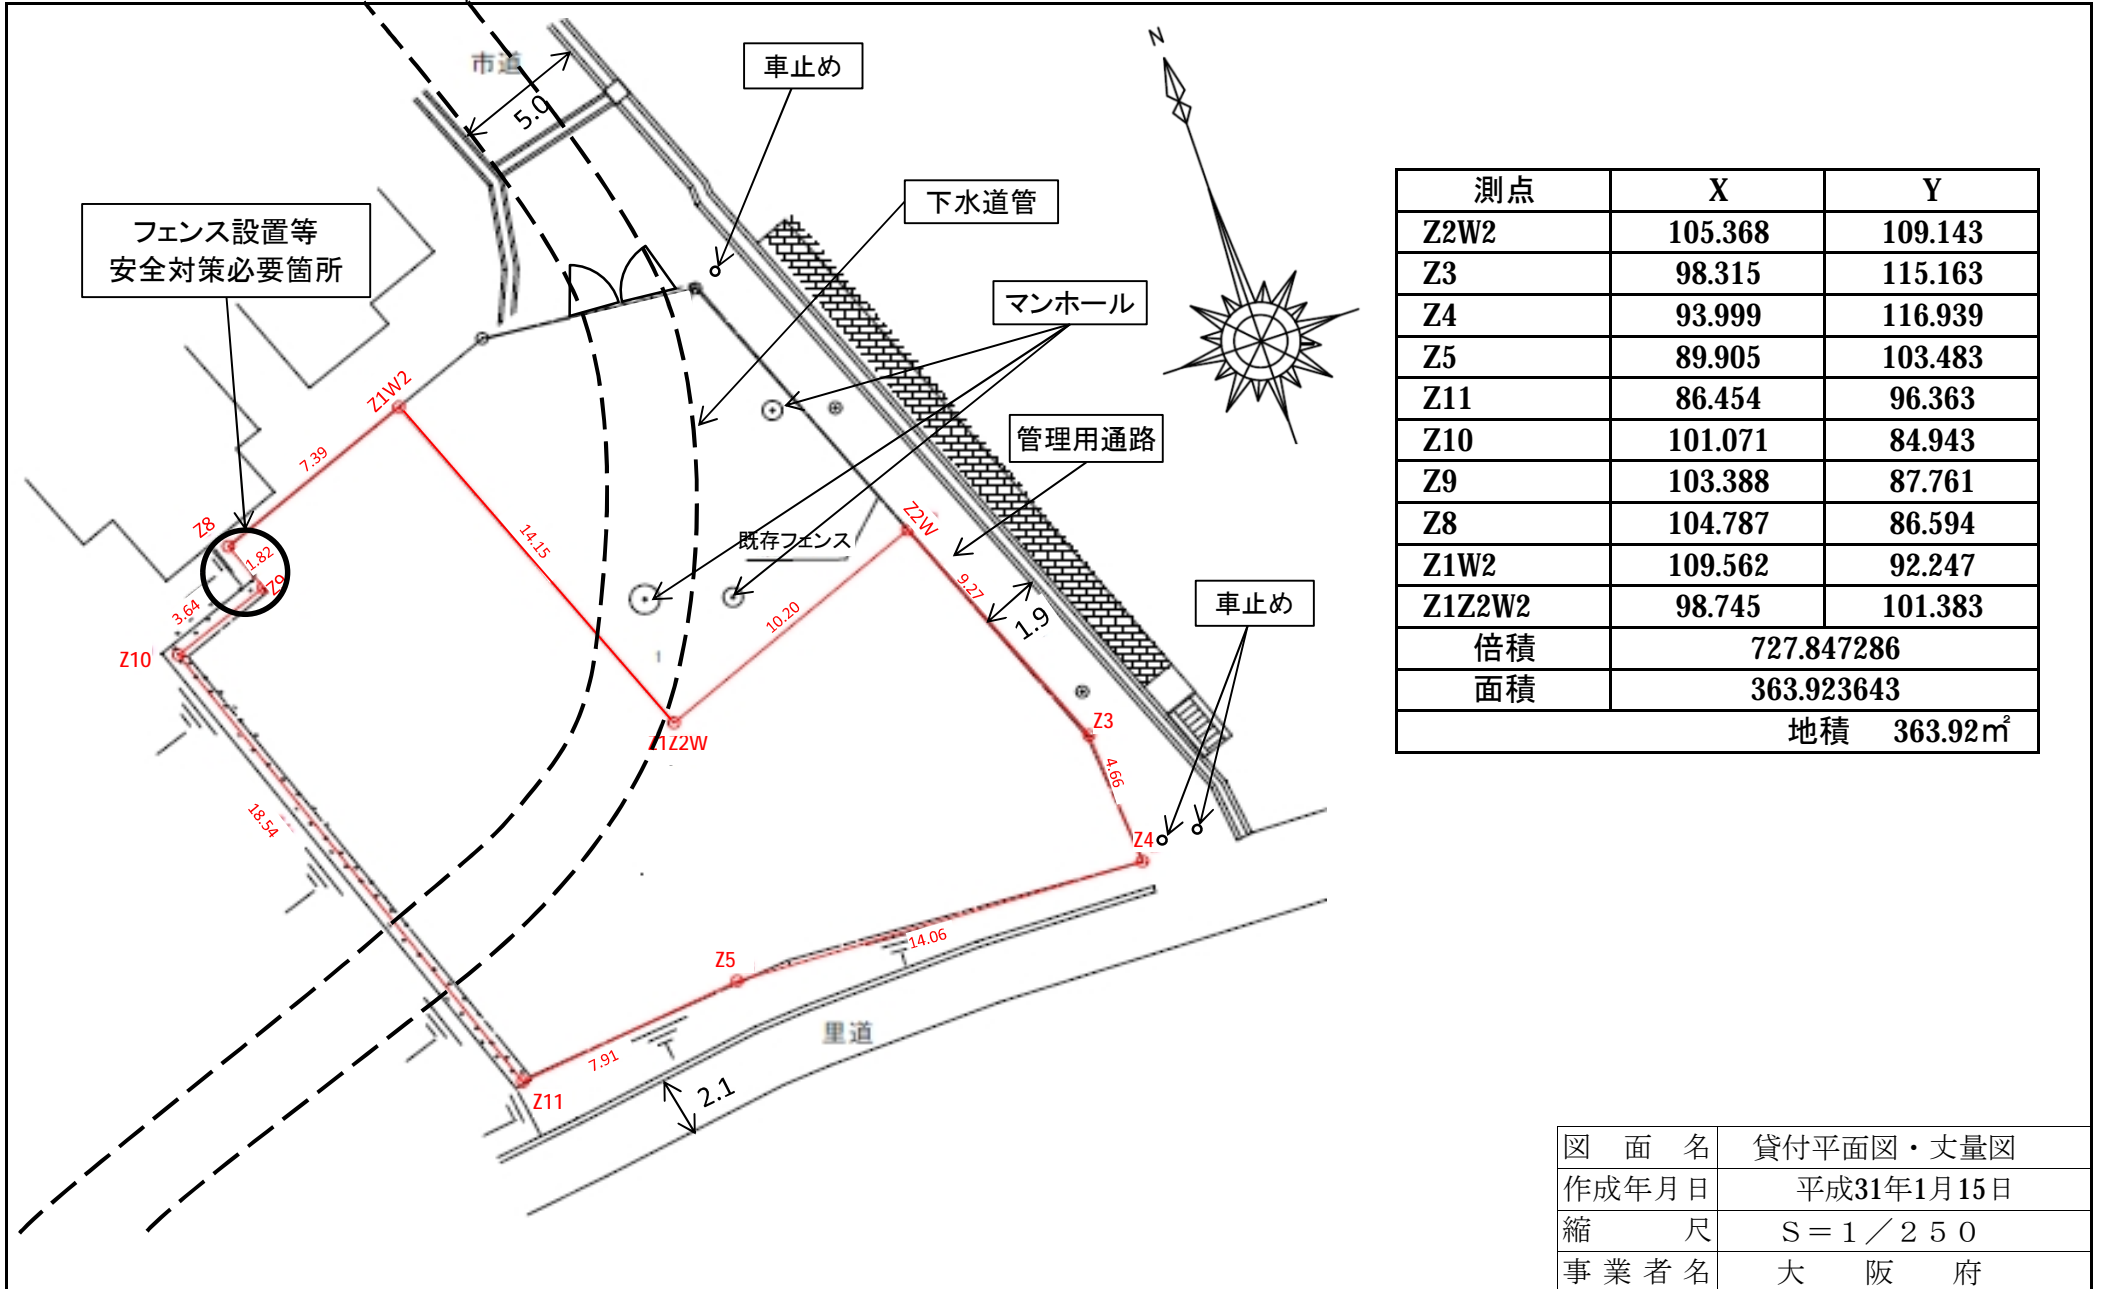 市道
5.0
車止め
N
下水道管
フェンス設置等
安全対策必要箇所
マンホール
管理用通路
Z1W2
7.39
Z8
1.82
Z9
3.64
Z10
14.15
既存フェンス
Z2W
10.20
9.27
1.9
車止め
1
Z1Z2W
Z3
4.66
Z4
18.54
Z5
14.06
里道
7.91
Z11
2.1
測点 X Y
Z2W2 105.368 109.143
Z3 98.315 115.163
Z4 93.999 116.939
Z5 89.905 103.483
Z11 86.454 96.363
Z10 101.071 84.943
Z9 103.388 87.761
Z8 104.787 86.594
Z1W2 109.562 92.247
Z1Z2W2 98.745 101.383
倍積 727.847286
面積 363.923643
地積 363.92㎡
図面名 貸付平面図・丈量図
作成年月日 平成31年1月15日
縮尺 S＝1／250
事業者名 大阪府